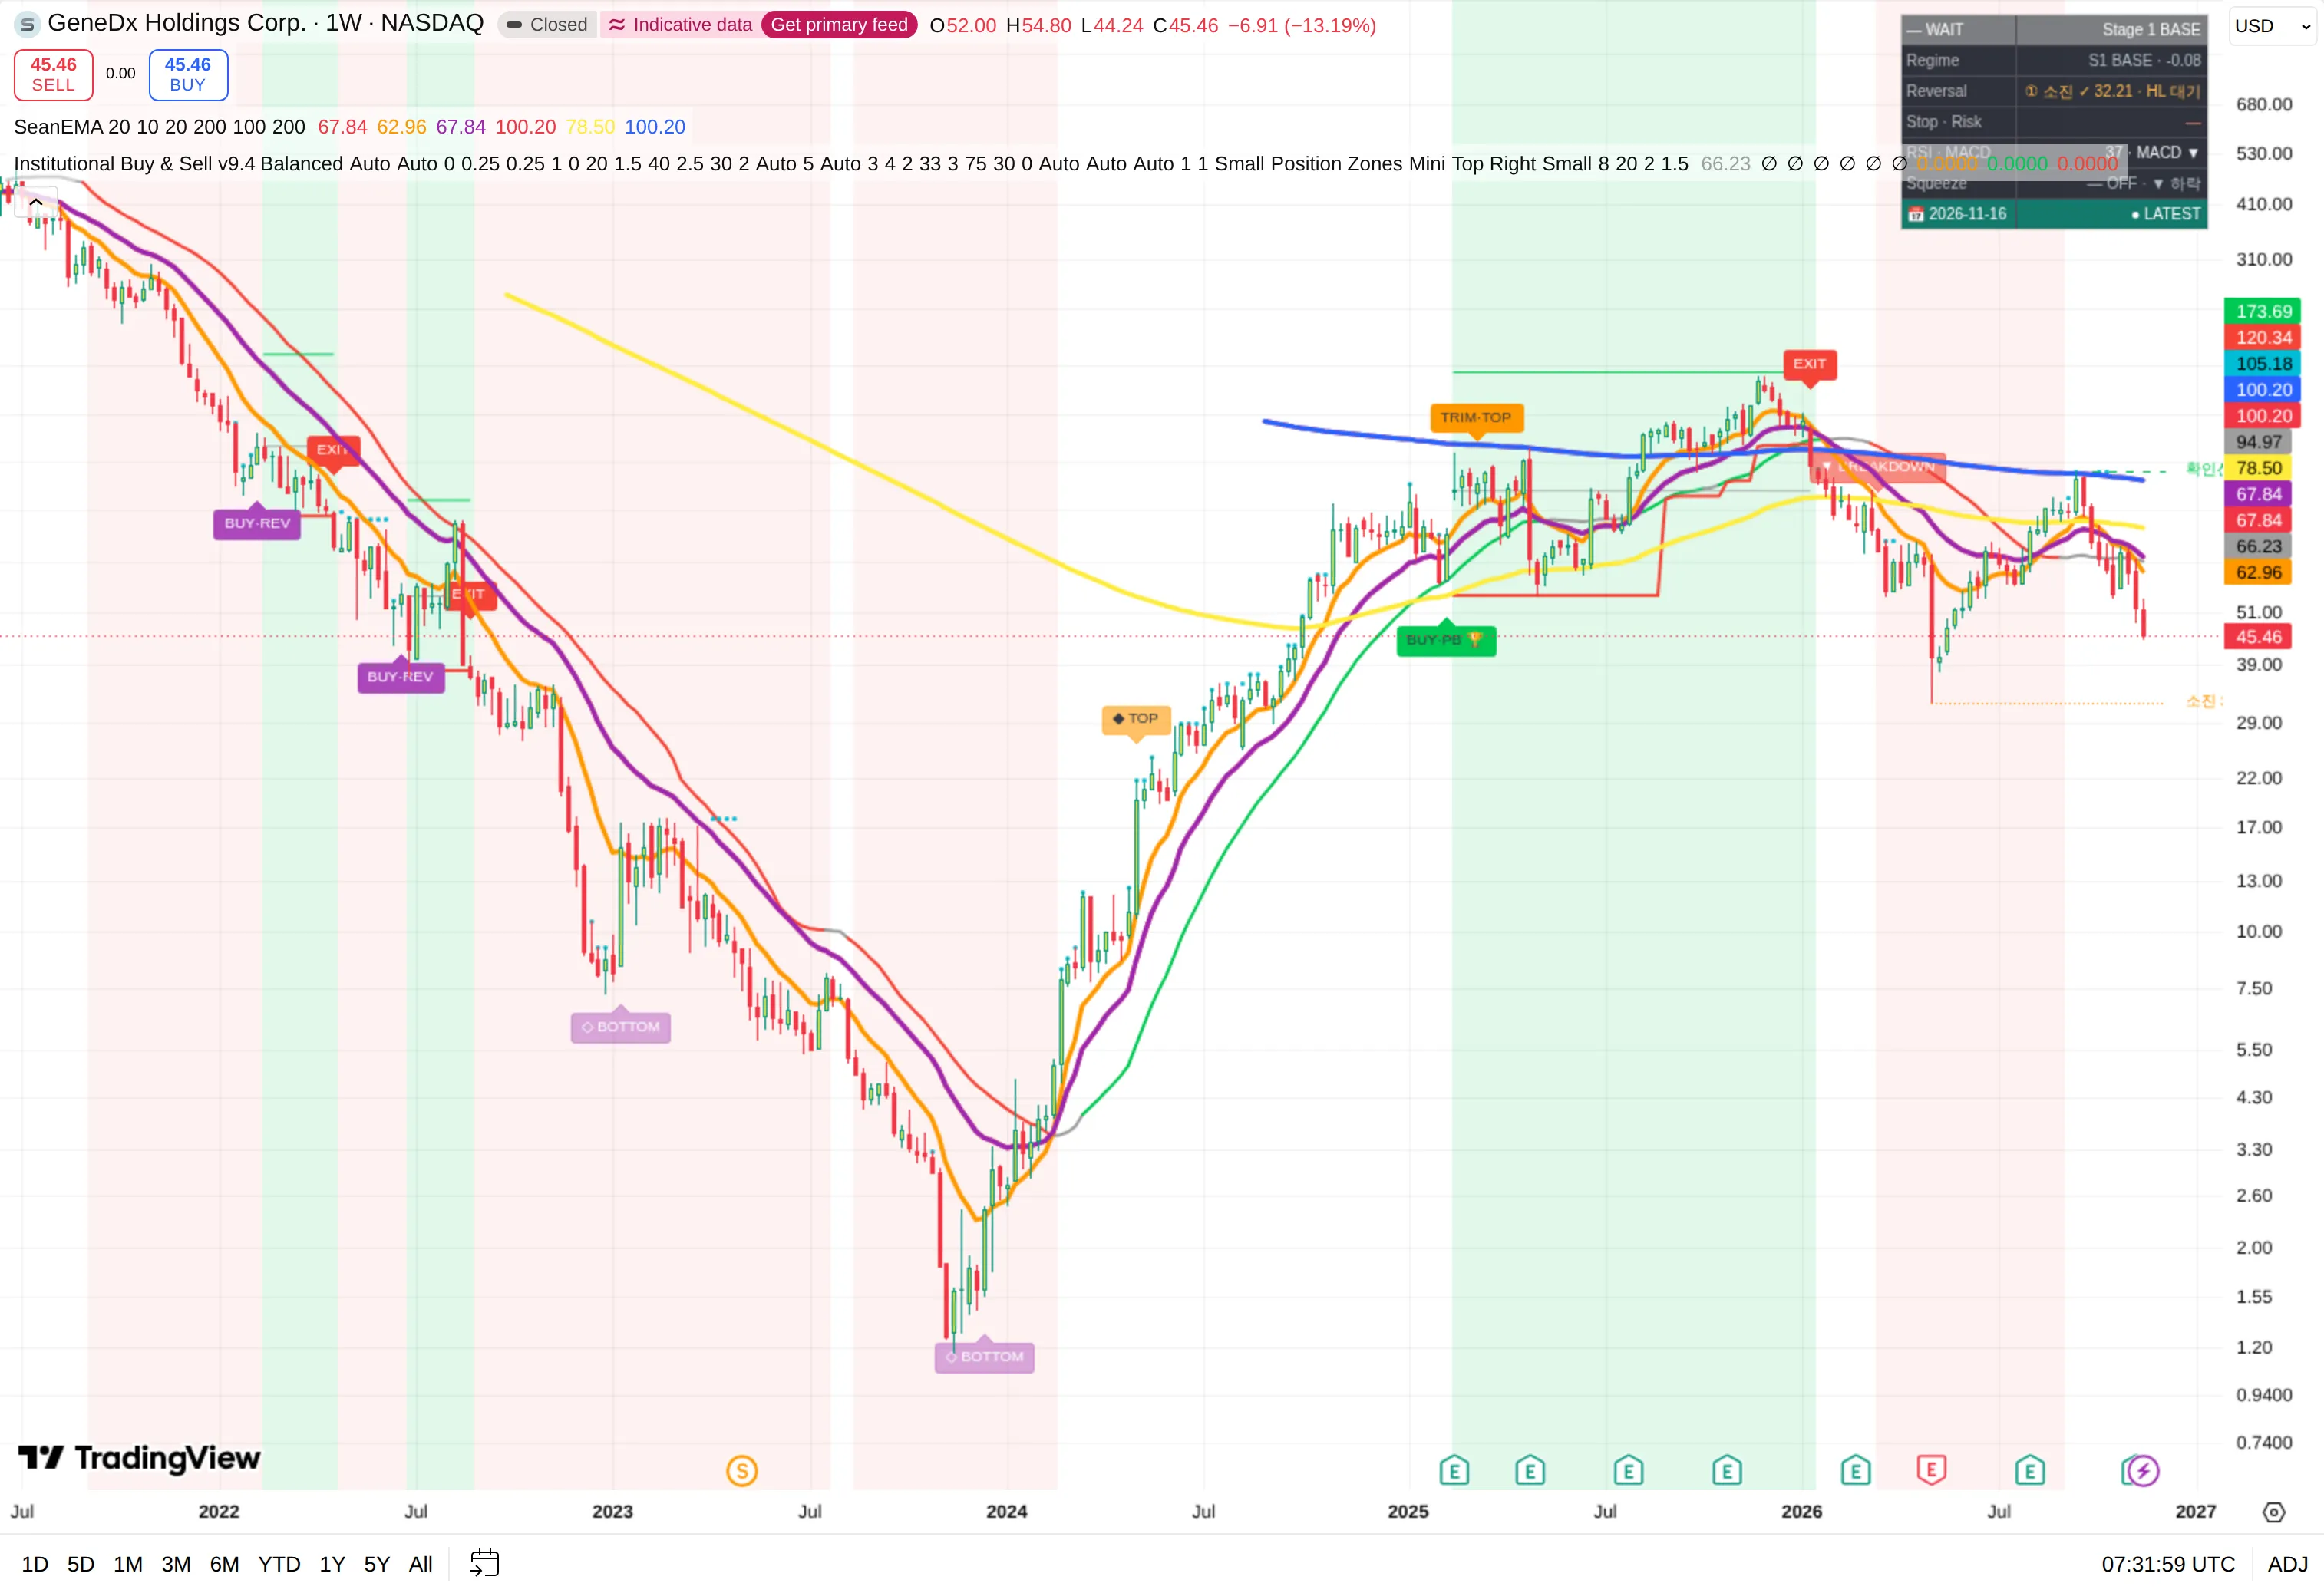 GeneDx Holdings Corp. · 1W · NASDAQ
Closed
Indicative data
Get primary feed
O52.00 H54.80 L44.24 C45.46 −6.91 (−13.19%)
45.46
SELL
0.00
45.46
BUY
SeanEMA 20 10 20 200 100 200 67.84 62.96 67.84 100.20 78.50 100.20
Institutional Buy & Sell v9.4 Balanced Auto Auto 0 0.25 0.25 1 0 20 1.5 40 2.5 30 2 Auto 5 Auto 3 4 2 33 3 75 30 0 Auto Auto Auto 1 1 Small Position Zones Mini Top Right Small 8 20 2 1.5 66.23 ∅ ∅ ∅ ∅ ∅ ∅ 0.0000 0.0000 0.0000
— WAIT Stage 1 BASE
Regime S1 BASE · -0.08
Reversal ① 소진 ✓ 32.21 · HL 대기
Stop · Risk —
RSI · MACD 37 · MACD ▼
Squeeze — OFF · ▼ 하락
📅 2026-11-16 ● LATEST
USD
680.00
530.00
410.00
310.00
173.69
120.34
105.18
100.20
100.20
94.97
78.50
67.84
67.84
66.23
62.96
51.00
45.46
39.00
29.00
22.00
17.00
13.00
10.00
7.50
5.50
4.30
3.30
2.60
2.00
1.55
1.20
0.9400
0.7400
EXIT
TRIM·TOP
EXIT
▼ BREAKDOWN
BUY·REV
EXIT
BUY·PB 🏆
BUY·REV
소진
◆ TOP
◇ BOTTOM
◇ BOTTOM
TradingView
S
E
E
E
E
E
E
E
Jul
2022
Jul
2023
Jul
2024
Jul
2025
Jul
2026
Jul
2027
1D 5D 1M 3M 6M YTD 1Y 5Y All
07:31:59 UTC
ADJ